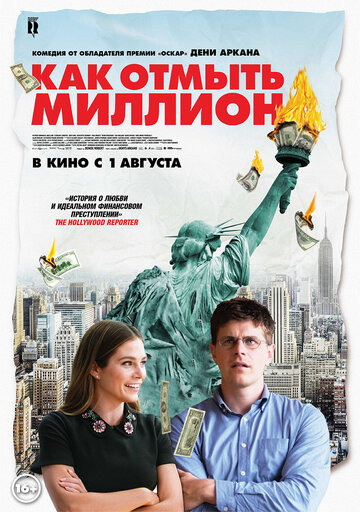 КОМЕДИЯ ОТ ОБЛАДАТЕЛЯ ПРЕМИИ «ОСКАР» ДЕНИ АРКАНА
КАК ОТМЫТЬ
МИЛЛИОН
В КИНО С 1 АВГУСТА
«ИСТОРИЯ О ЛЮБВИ
И ИДЕАЛЬНОМ ФИНАНСОВОМ
ПРЕСТУПЛЕНИИ»
THE HOLLYWOOD REPORTER
16+